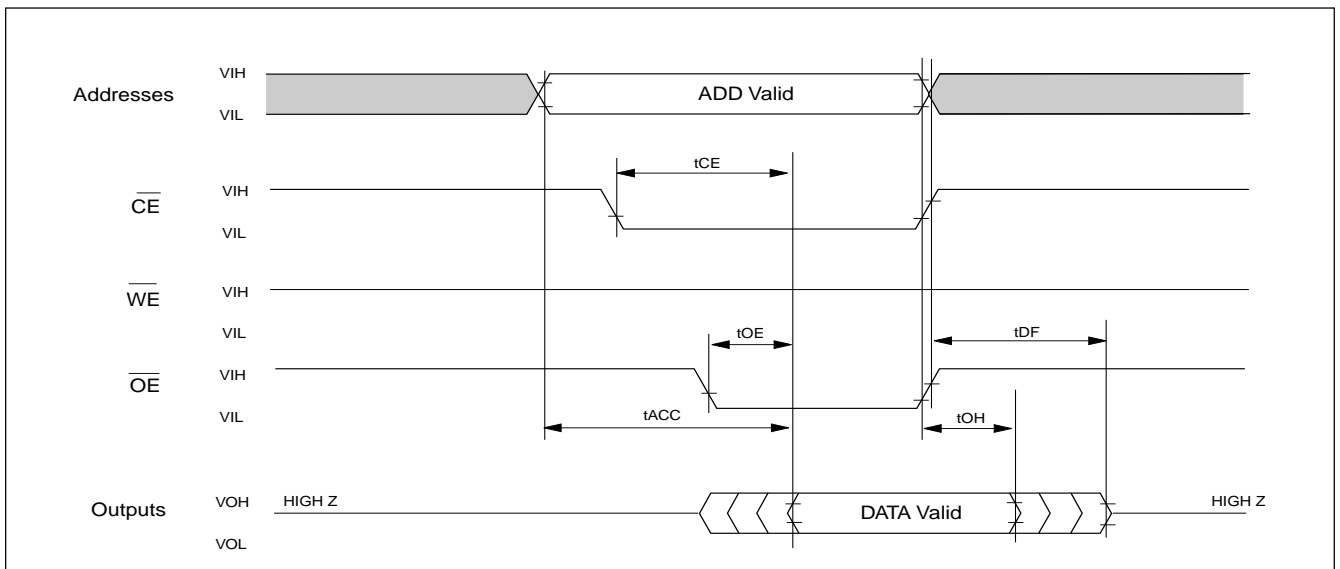 VIH
Addresses
ADD Valid
VIL
tCE
VIH
CE
VIL
WE
VIH
VIL
tOE
tDF
OE
VIH
VIL
tACC
tOH
Outputs
VOH
HIGH Z
DATA Valid
HIGH Z
VOL